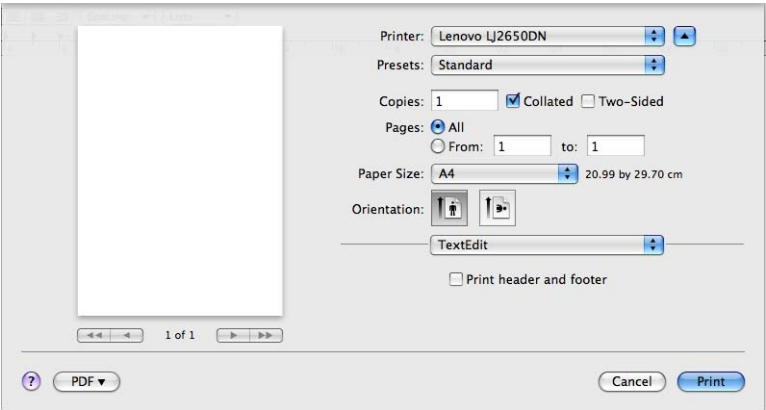 Printer: Lenovo LJ2650DN
Presets: Standard
Copies: 1 Collated Two-Sided
Pages: All
From: 1 to: 1
Paper Size: A4 20.99 by 29.70 cm
Orientation:
TextEdit
Print header and footer
1 of 1
? PDF Cancel Print